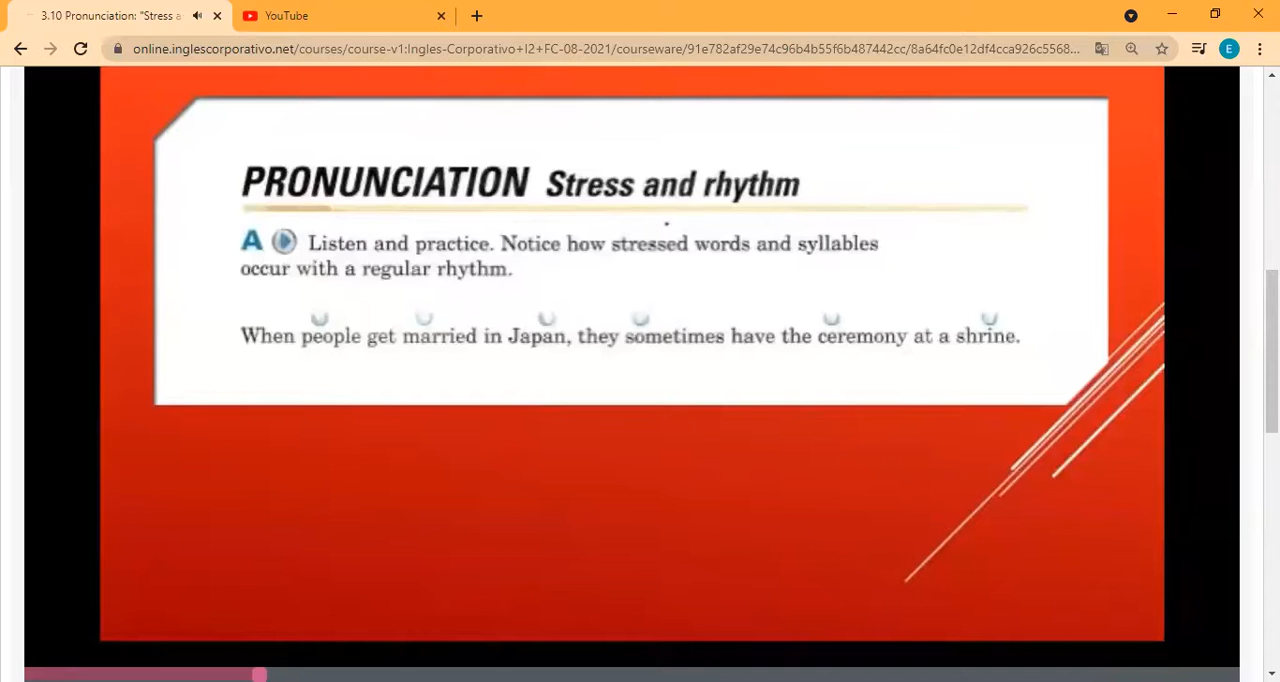 3.10 Pronunciation: "Stress a
YouTube
online.inglescorporativo.net/courses/course-v1:Ingles-Corporativo+I2+FC-08-2021/courseware/91e782af29e74c96b4b55f6b487442cc/8a64fc0e12df4cca926c5568...
E
PRONUNCIATION Stress and rhythm
A Listen and practice. Notice how stressed words and syllables
occur with a regular rhythm.
When people get married in Japan, they sometimes have the ceremony at a shrine.